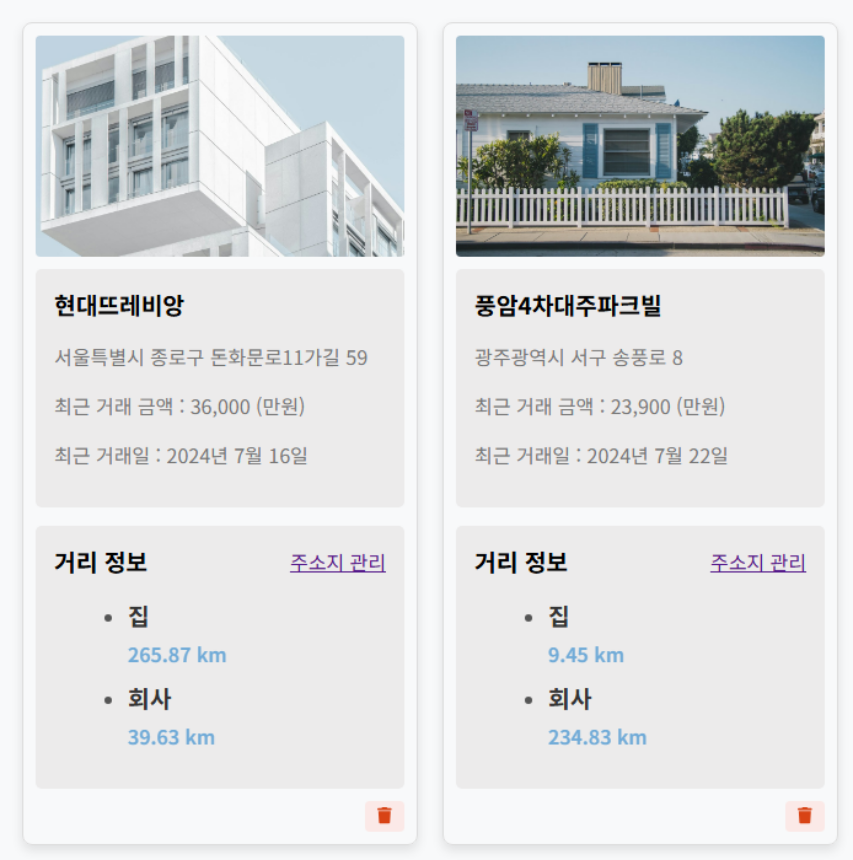 현대뜨레비앙
서울특별시 종로구 돈화문로11가길 59
최근 거래 금액 : 36,000 (만원)
최근 거래일 : 2024년 7월 16일
거리 정보
주소지 관리
집
265.87 km
회사
39.63 km
풍암4차대주파크빌
광주광역시 서구 송풍로 8
최근 거래 금액 : 23,900 (만원)
최근 거래일 : 2024년 7월 22일
거리 정보
주소지 관리
집
9.45 km
회사
234.83 km